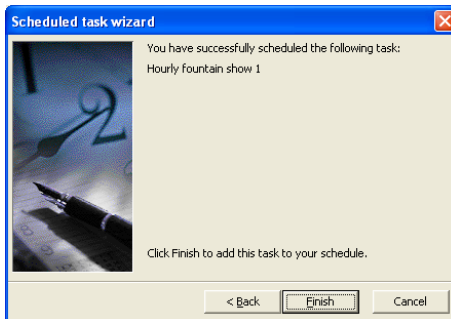 Scheduled task wizard
You have successfully scheduled the following task:
Hourly fountain show 1
2
Click Finish to add this task to your schedule.
< Back
Finish
Cancel